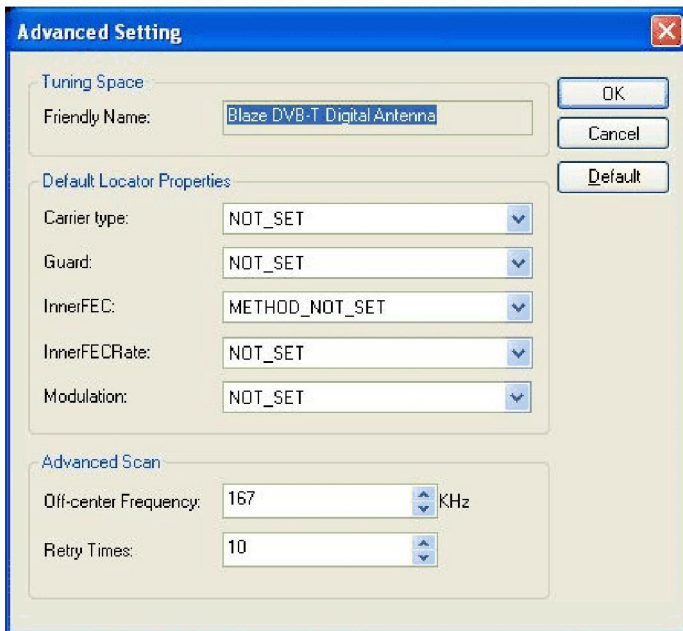 Advanced Setting
Tuning Space
Friendly Name: Blaze DVB-T Digital Antenna
OK
Cancel
Default
Default Locator Properties
Carrier type: NOT_SET
Guard: NOT_SET
InnerFEC: METHOD_NOT_SET
InnerFECRate: NOT_SET
Modulation: NOT_SET
Advanced Scan
Off-center Frequency: 167 KHz
Retry Times: 10